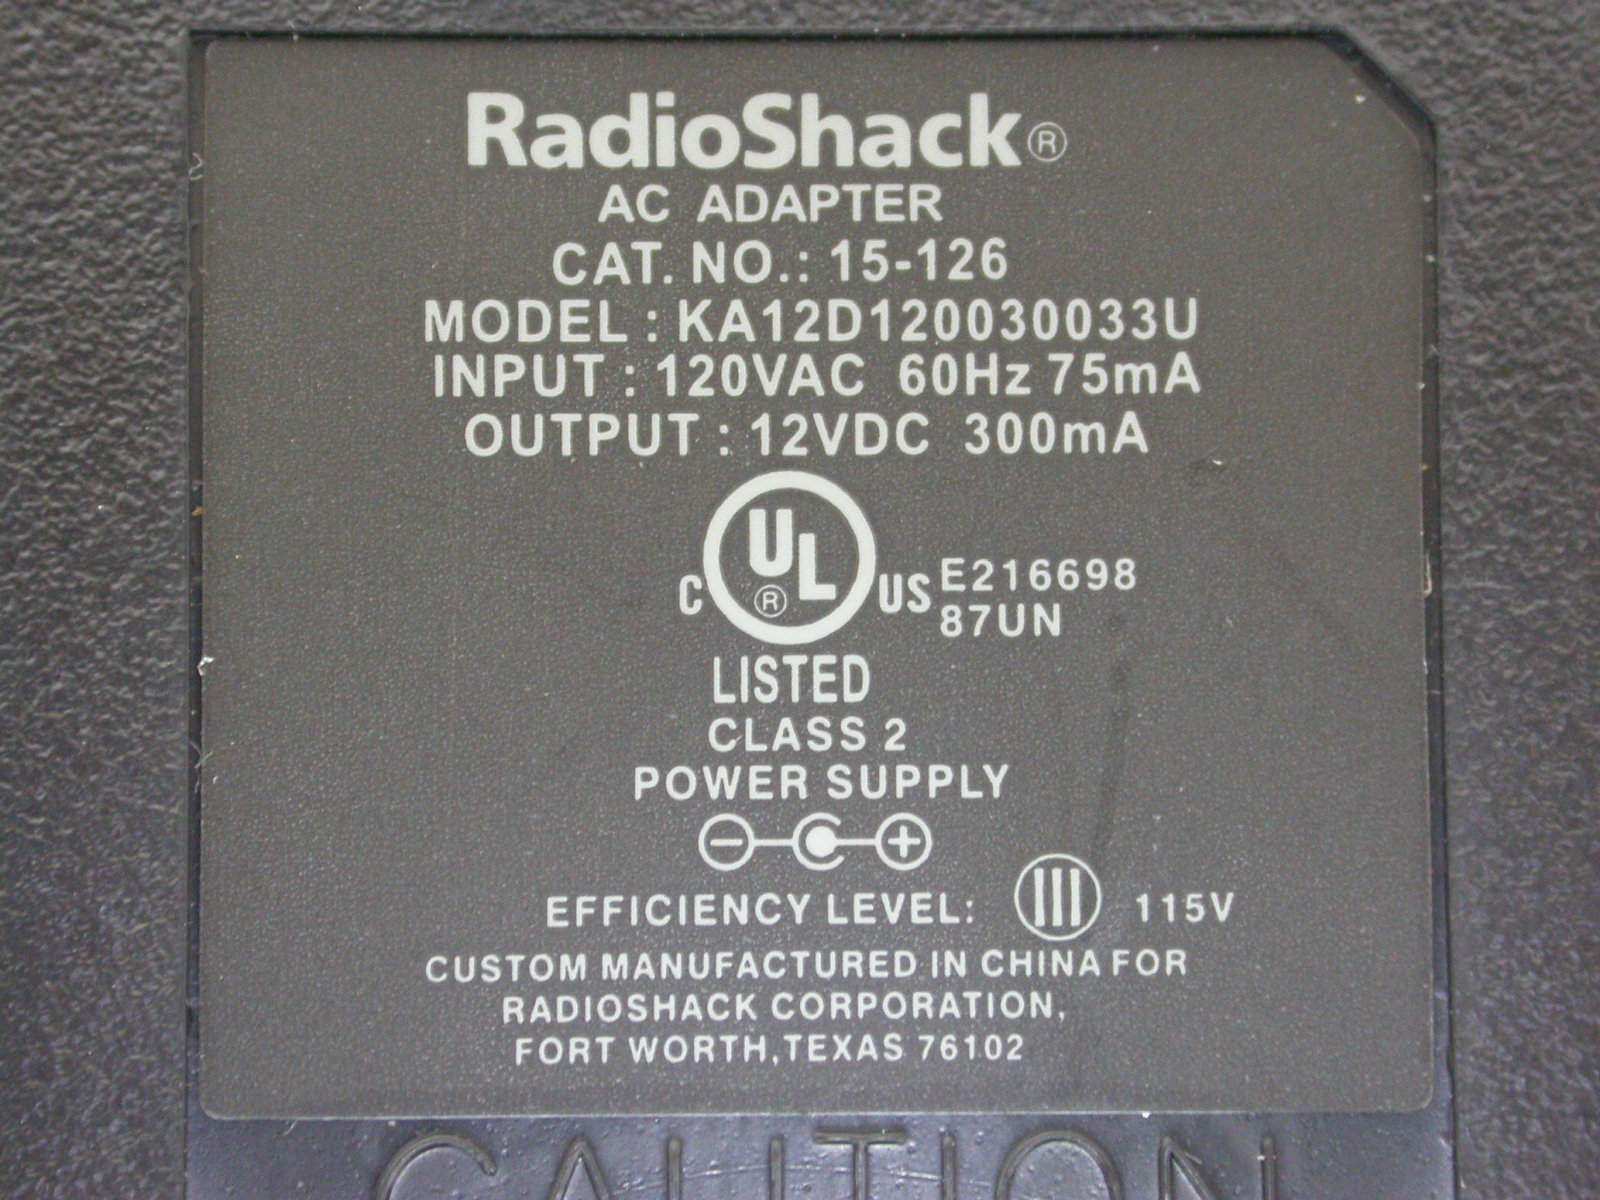 RadioShack®
AC ADAPTER
CAT. NO.: 15-126
MODEL : KA12D120030033U
INPUT : 120VAC 60Hz 75mA
OUTPUT : 12VDC 300mA
C UL® US E216698
87UN
LISTED
CLASS 2
POWER SUPPLY
EFFICIENCY LEVEL: III 115V
CUSTOM MANUFACTURED IN CHINA FOR
RADIOSHACK CORPORATION,
FORT WORTH, TEXAS 76102
CAUTION